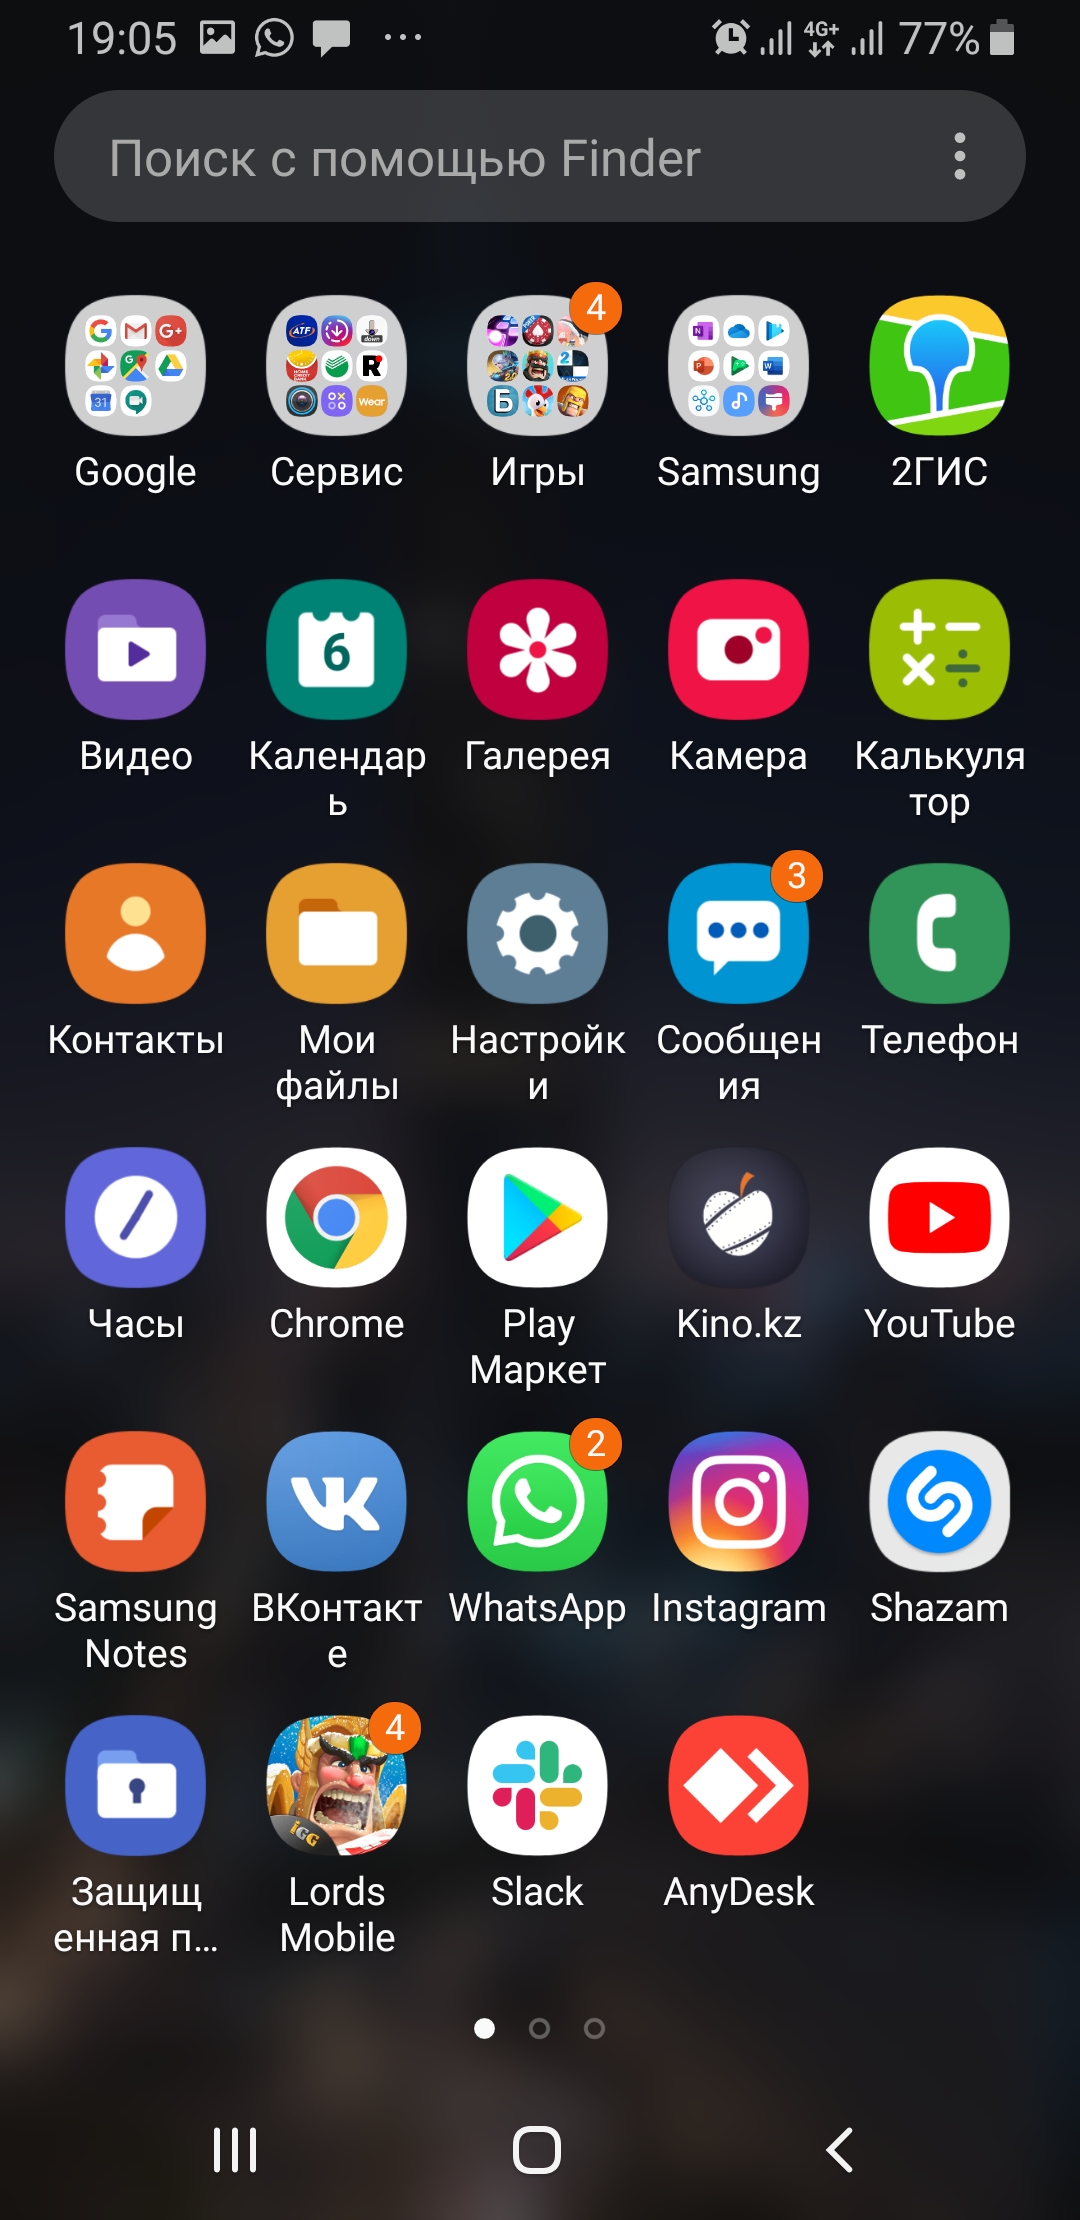 19:05 4G+ 77%
Поиск с помощью Finder
4
Google Сервис Игры Samsung 2ГИС
6
Видео Календар Галерея Камера Калькуля
ь тор
3
Контакты Мои Настройк Сообщен Телефон
файлы и ия
Часы Chrome Play Kino.kz YouTube
Маркет
2
Samsung ВКонтакт WhatsApp Instagram Shazam
Notes е
4
IGG
Защищ Lords Slack AnyDesk
енная п... Mobile